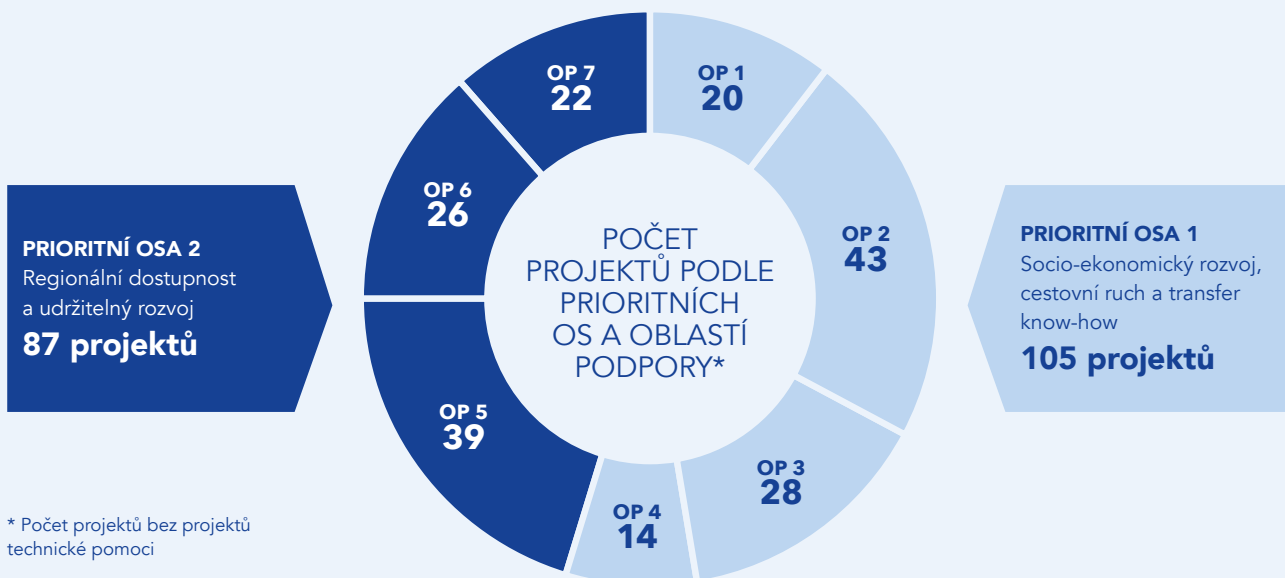 OP 7
22
OP 1
20
OP 6
26
OP 2
43
PRIORITNÍ OSA 2
Regionální dostupnost
a udržitelný rozvoj
87 projektů
POČET
PROJEKTŮ PODLE
PRIORITNÍCH
OS A OBLASTÍ
PODPORY*
PRIORITNÍ OSA 1
Socio-ekonomický rozvoj,
cestovní ruch a transfer
know-how
105 projektů
OP 5
39
OP 3
28
OP 4
14
* Počet projektů bez projektů
technické pomoci